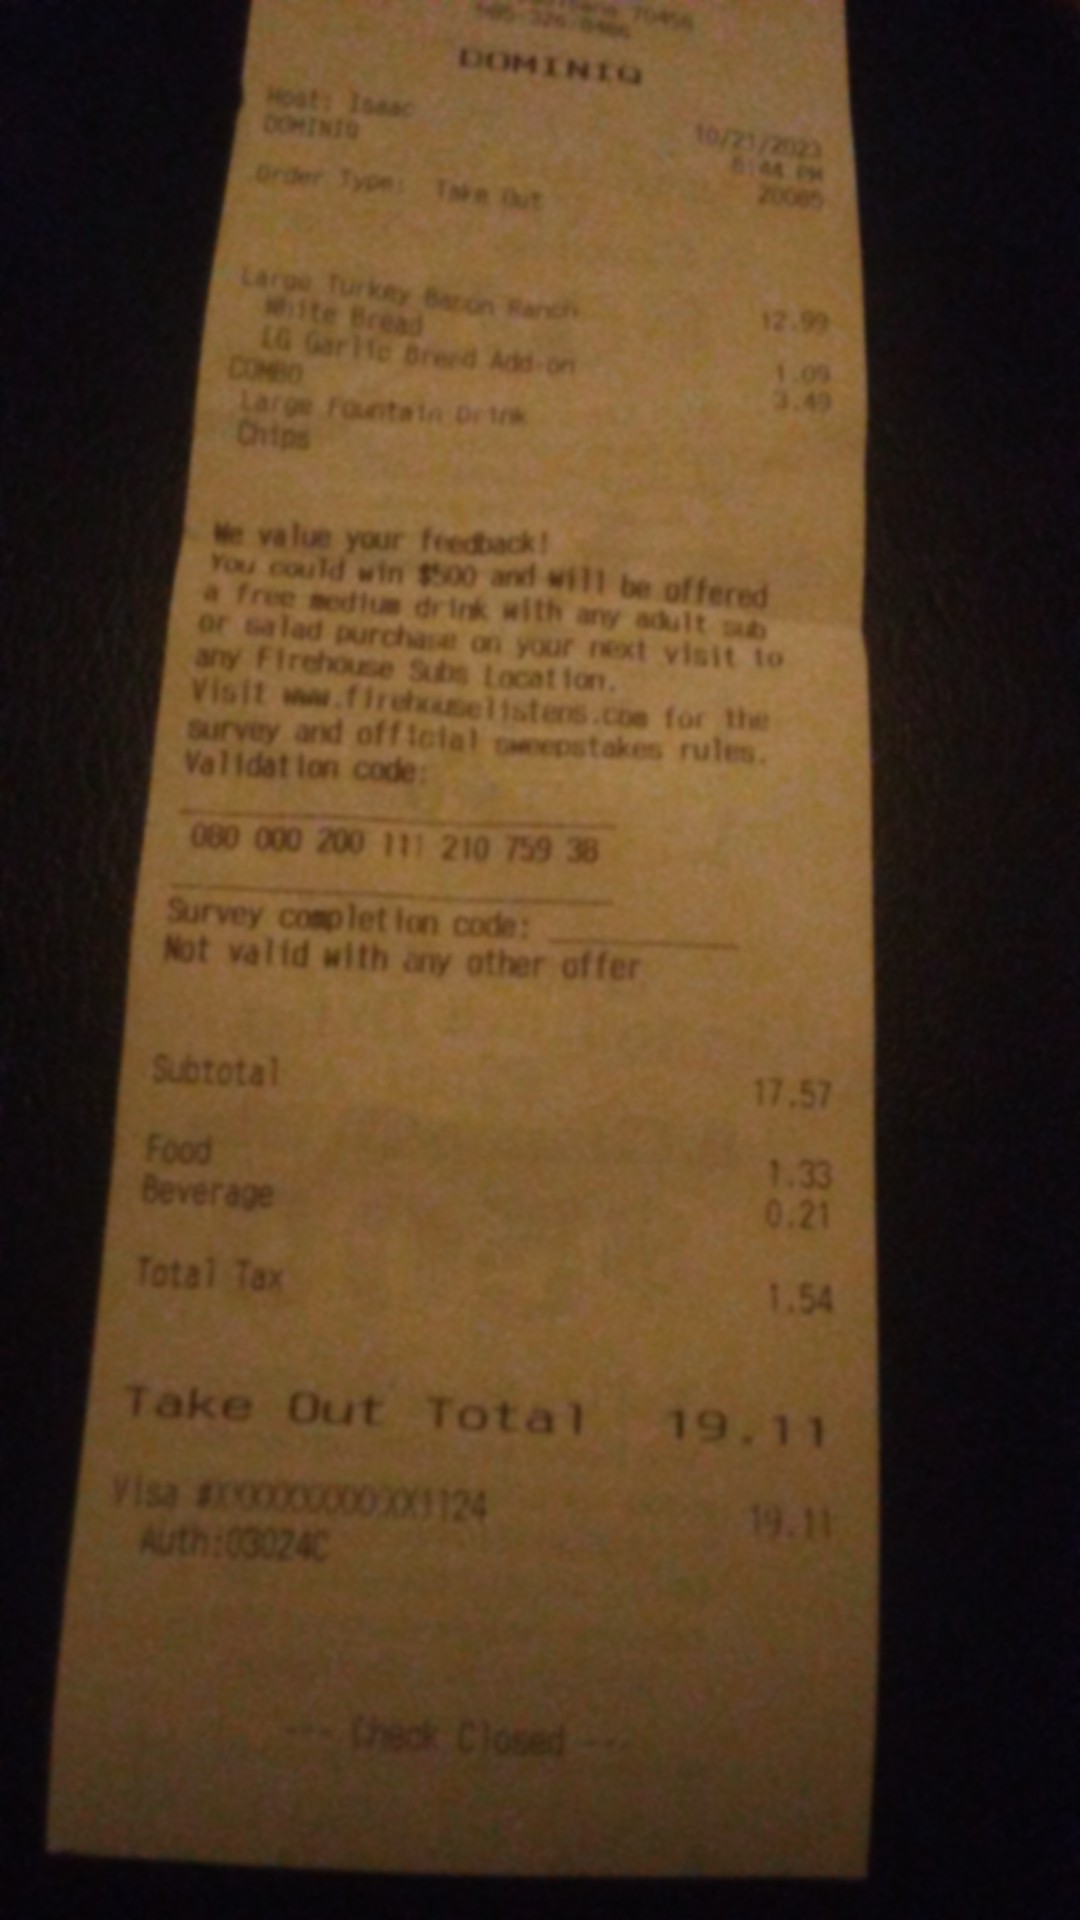 DOMINIQ
Host: Isaac 10/21/2023
DOMINIQ 6:44 PM
20085
Order Type: Take Out
Large Turkey Bacon Ranch 12.99
White Bread
LG Garlic Bread Add-on 1.09
COMBO 3.49
Large Fountain Drink
Chips
We value your feedback!
You could win $500 and will be offered
a free medium drink with any adult sub
or salad purchase on your next visit to
any Firehouse Subs Location.
Visit www.firehouselistens.com for the
survey and official sweepstakes rules.
Validation code:
080 000 200 111 210 759 38
Survey completion code: __________
Not valid with any other offer
Subtotal 17.57
Food 1.33
Beverage 0.21
Total Tax 1.54
Take Out Total 19.11
Visa #XXXXXXXXXXXX1124 19.11
Auth:03024C
--- Check Closed ---